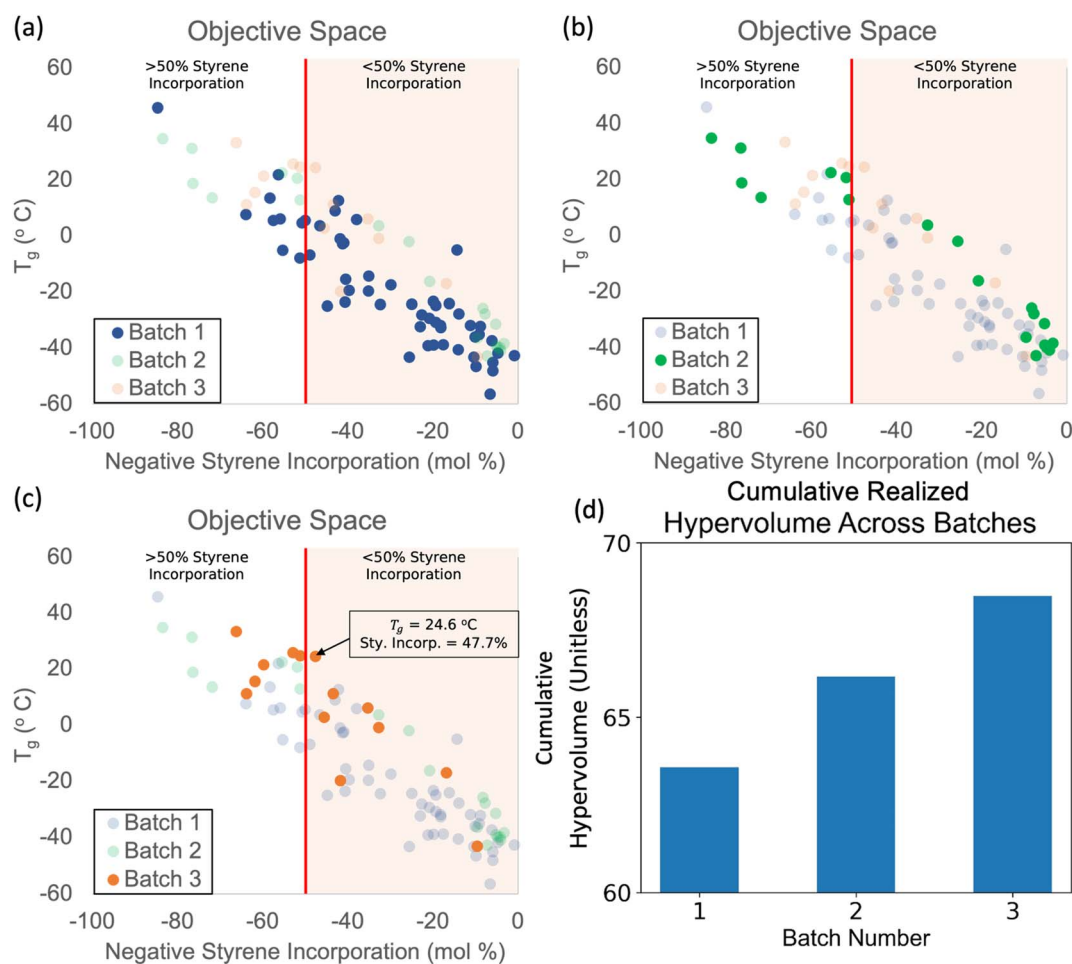 (a)
Objective Space
>50% Styrene
Incorporation
<50% Styrene
Incorporation
60
40
20
0
-20
-40
-60
Tg (o C)
Batch 1
Batch 2
Batch 3
-100 -80 -60 -40 -20 0
Negative Styrene Incorporation (mol %)
(b)
Objective Space
>50% Styrene
Incorporation
<50% Styrene
Incorporation
60
40
20
0
-20
-40
-60
Tg (o C)
Batch 1
Batch 2
Batch 3
-100 -80 -60 -40 -20 0
Negative Styrene Incorporation (mol %)
(c)
Objective Space
>50% Styrene
Incorporation
<50% Styrene
Incorporation
Tg = 24.6 oC
Sty. Incorp. = 47.7%
60
40
20
0
-20
-40
-60
Tg (o C)
Batch 1
Batch 2
Batch 3
-100 -80 -60 -40 -20 0
Negative Styrene Incorporation (mol %)
(d)
Cumulative Realized
Hypervolume Across Batches
70
65
60
Cumulative
Hypervolume (Unitless)
1 2 3
Batch Number